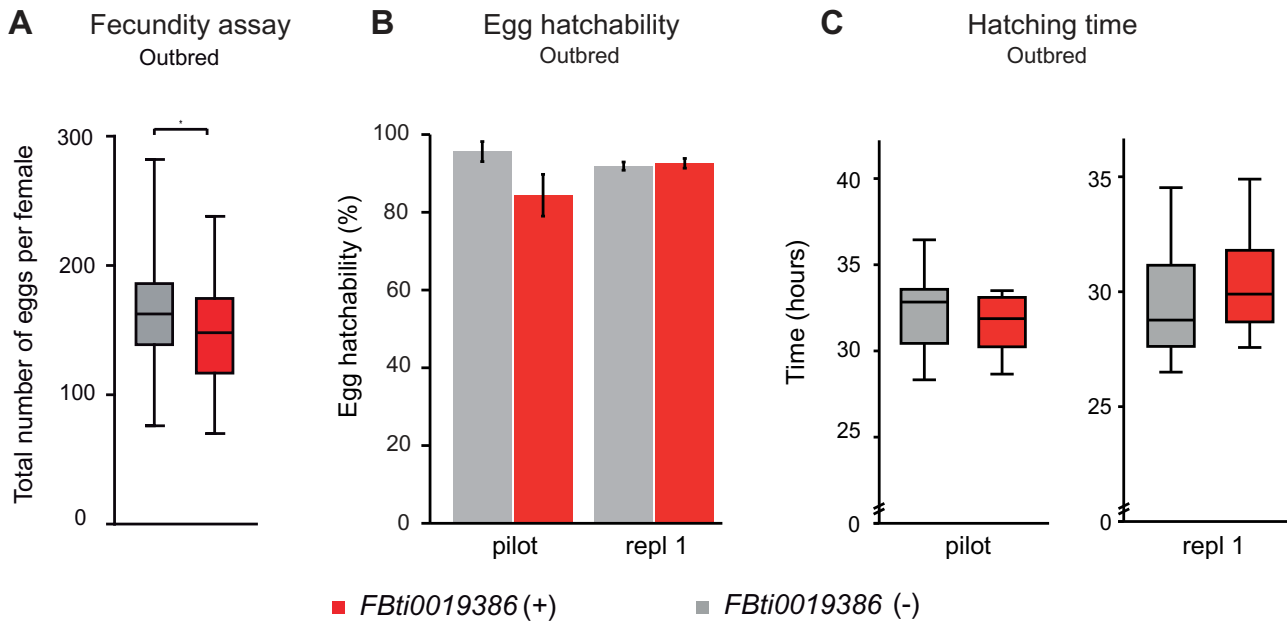 A Fecundity assay
Outbred
B Egg hatchability
Outbred
C Hatching time
Outbred
Total number of eggs per female
300
200
100
0
*
Egg hatchability (%)
100
80
60
40
20
0
pilot
repl 1
Time (hours)
40
35
30
25
0
pilot
35
30
25
0
repl 1
FBti0019386 (+)
FBti0019386 (-)